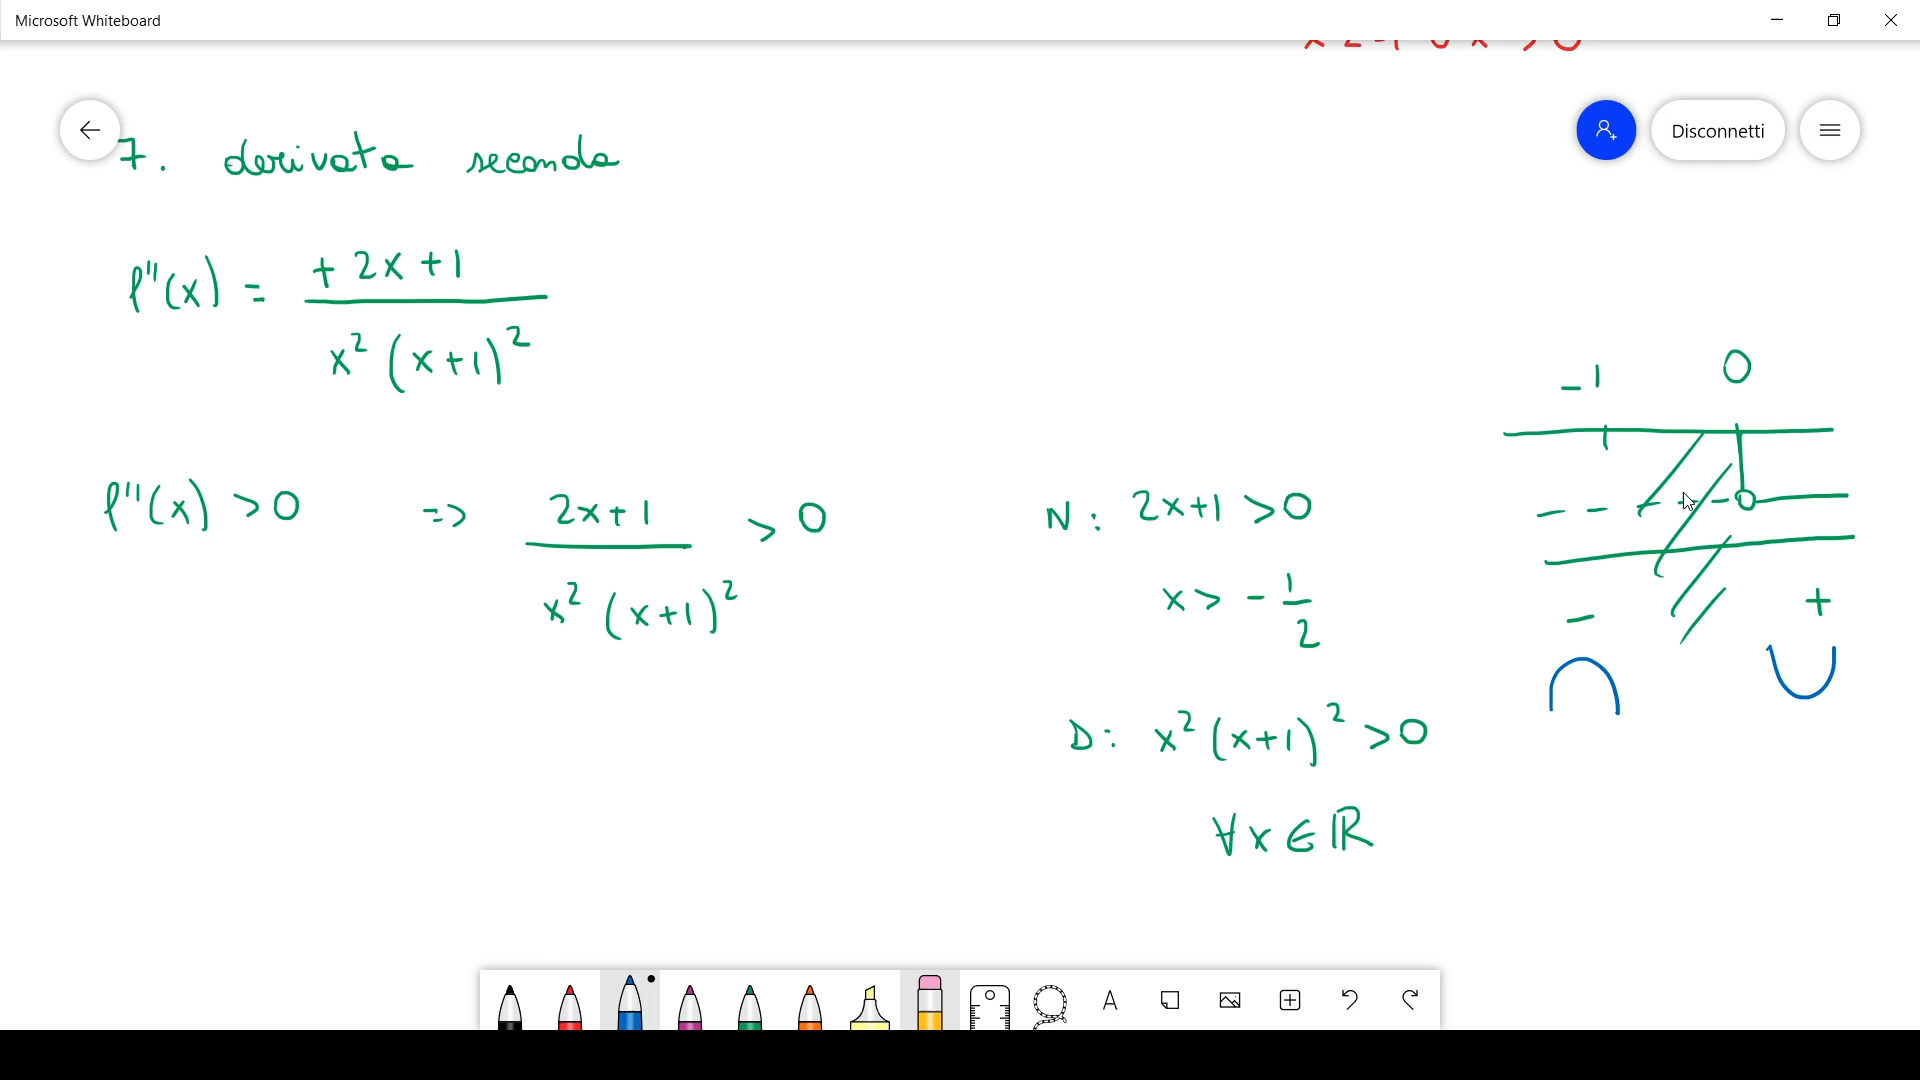 Microsoft Whiteboard
Disconnetti
7. derivata seconda
f''(x) = + 2x + 1 / x² (x+1)²
f''(x) > 0 => 2x + 1 / x² (x+1)² > 0
N: 2x+1 > 0
x > - 1/2
D: x² (x+1)² > 0
∀ x ∈ ℝ
-1 0
- +